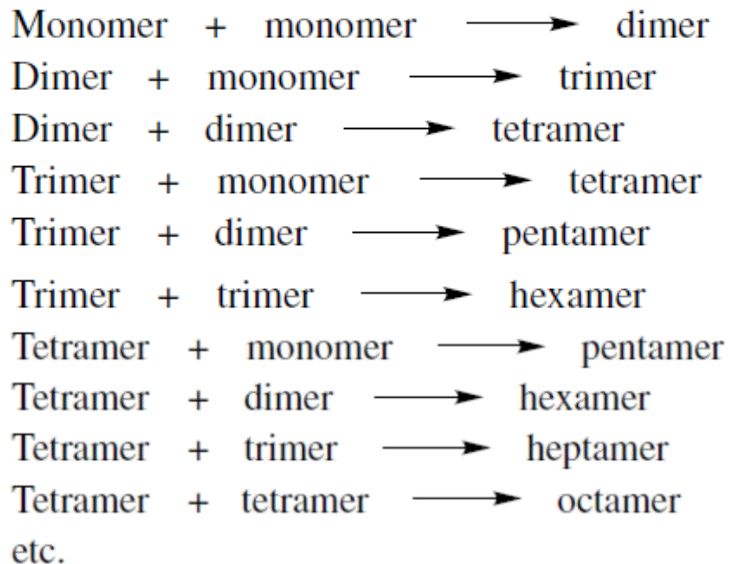 Monomer + monomer ⟶ dimer
Dimer + monomer ⟶ trimer
Dimer + dimer ⟶ tetramer
Trimer + monomer ⟶ tetramer
Trimer + dimer ⟶ pentamer
Trimer + trimer ⟶ hexamer
Tetramer + monomer ⟶ pentamer
Tetramer + dimer ⟶ hexamer
Tetramer + trimer ⟶ heptamer
Tetramer + tetramer ⟶ octamer
etc.